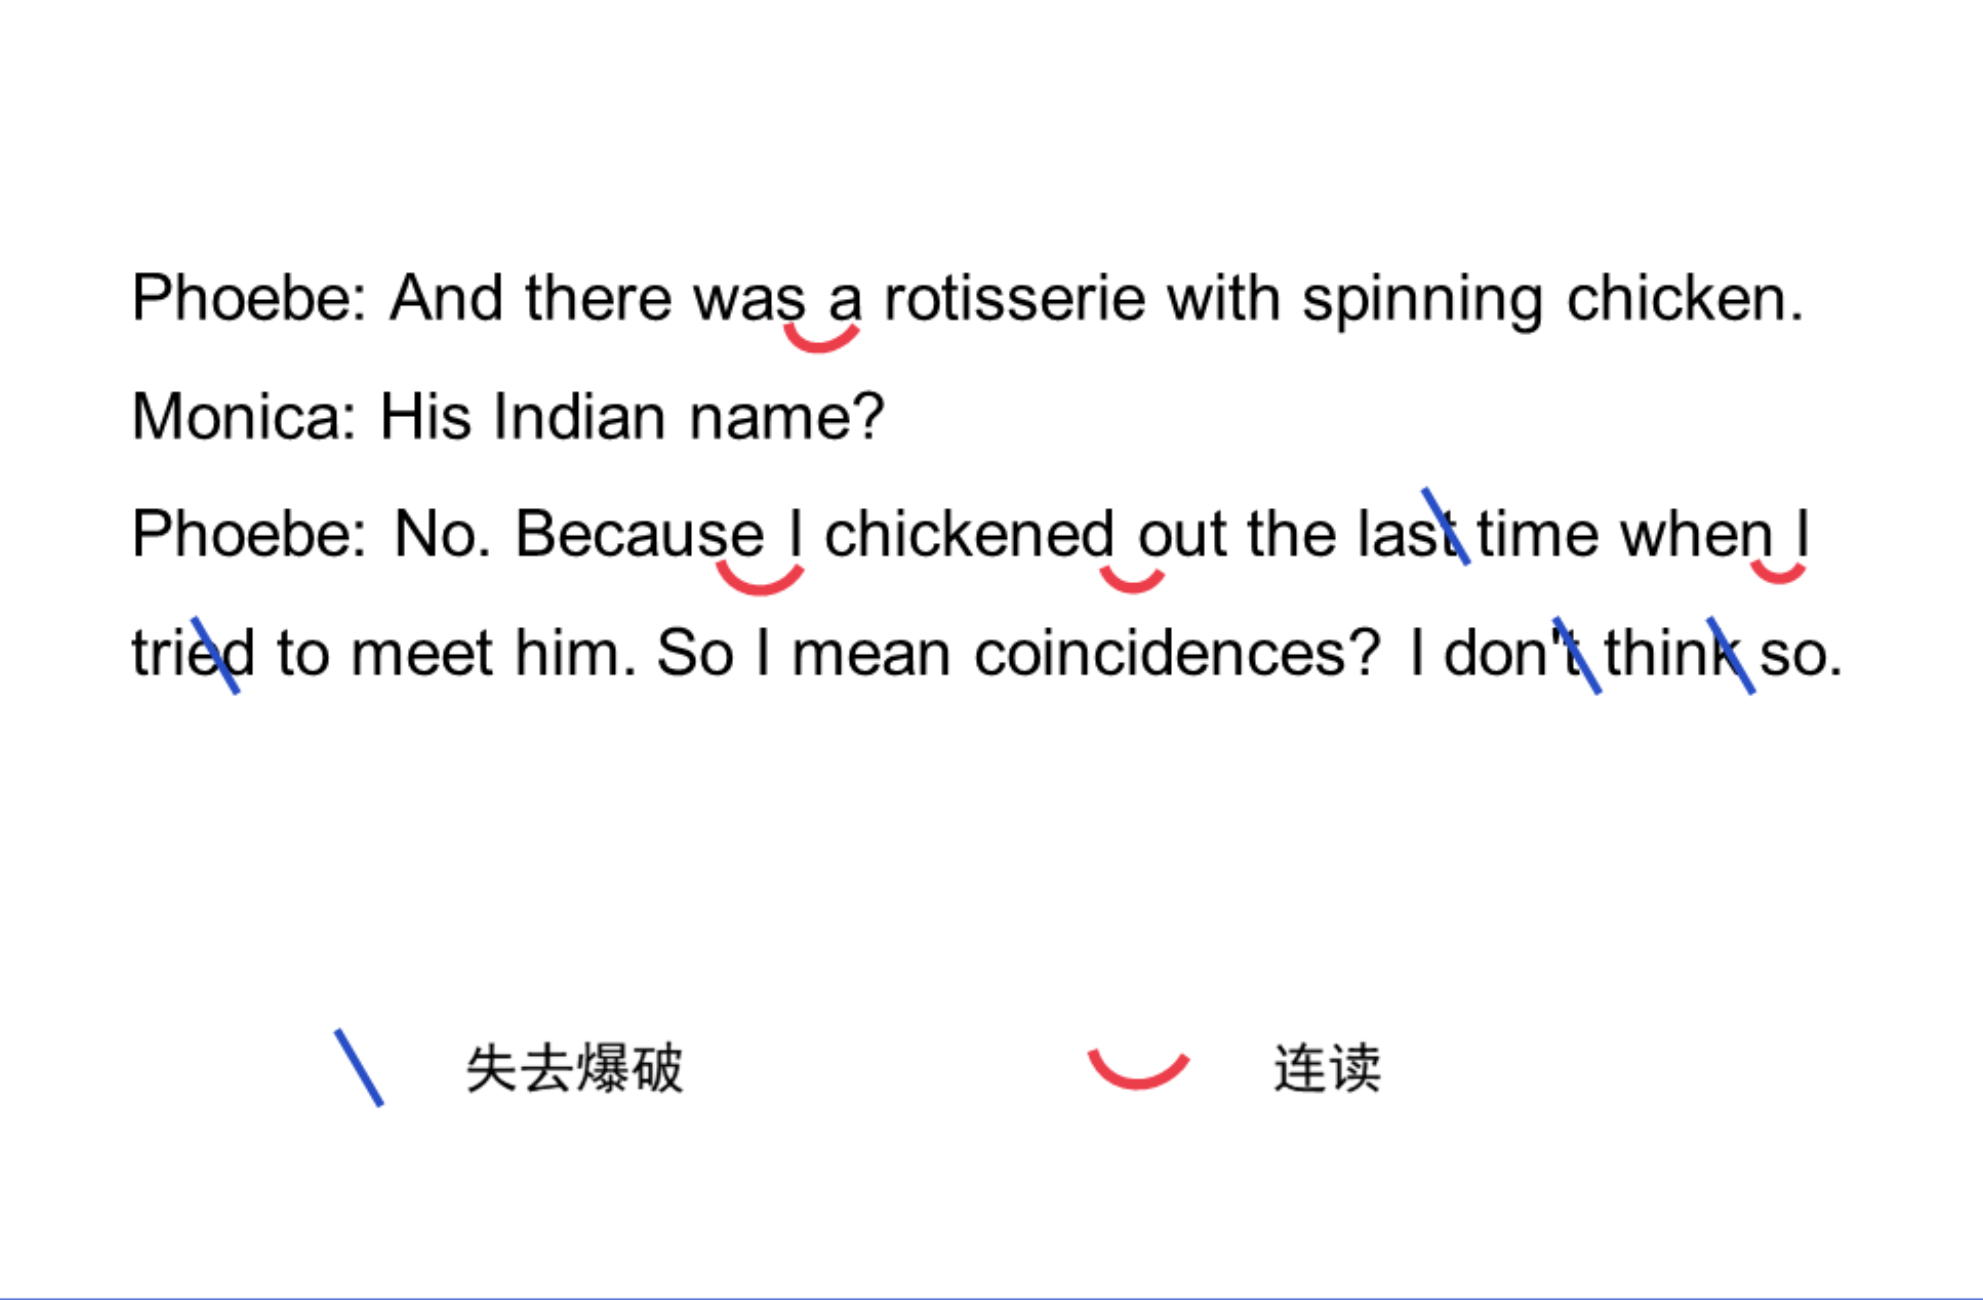 Phoebe: And there was a rotisserie with spinning chicken.
Monica: His Indian name?
Phoebe: No. Because I chickened out the last time when I
tried to meet him. So I mean coincidences? I don't think so.
失去爆破 连读